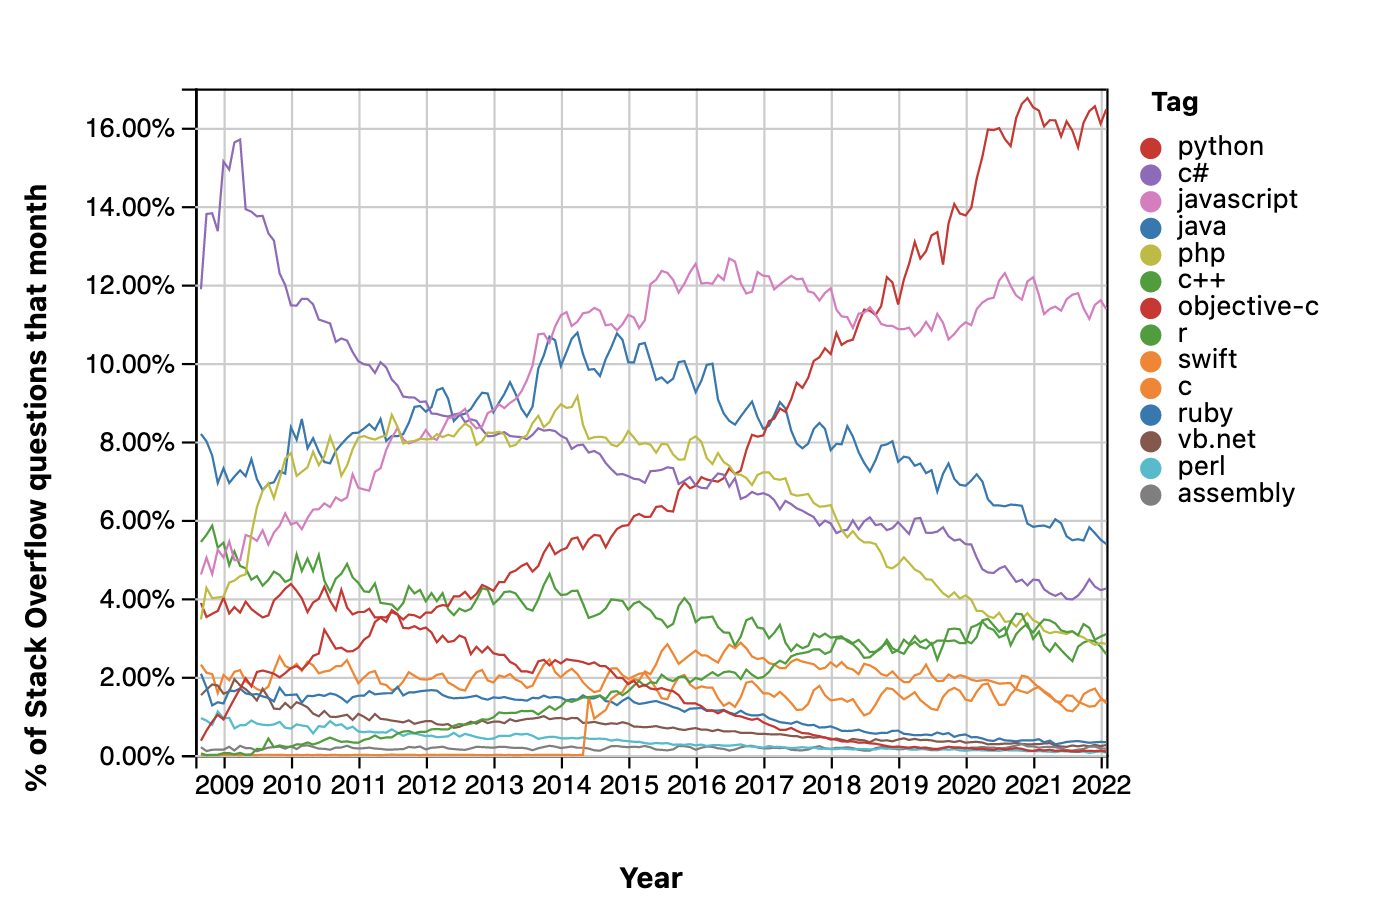 % of Stack Overflow questions that month
16.00%
14.00%
12.00%
10.00%
8.00%
6.00%
4.00%
2.00%
0.00%
2009 2010 2011 2012 2013 2014 2015 2016 2017 2018 2019 2020 2021 2022
Year
Tag
python
c#
javascript
java
php
c++
objective-c
r
swift
c
ruby
vb.net
perl
assembly